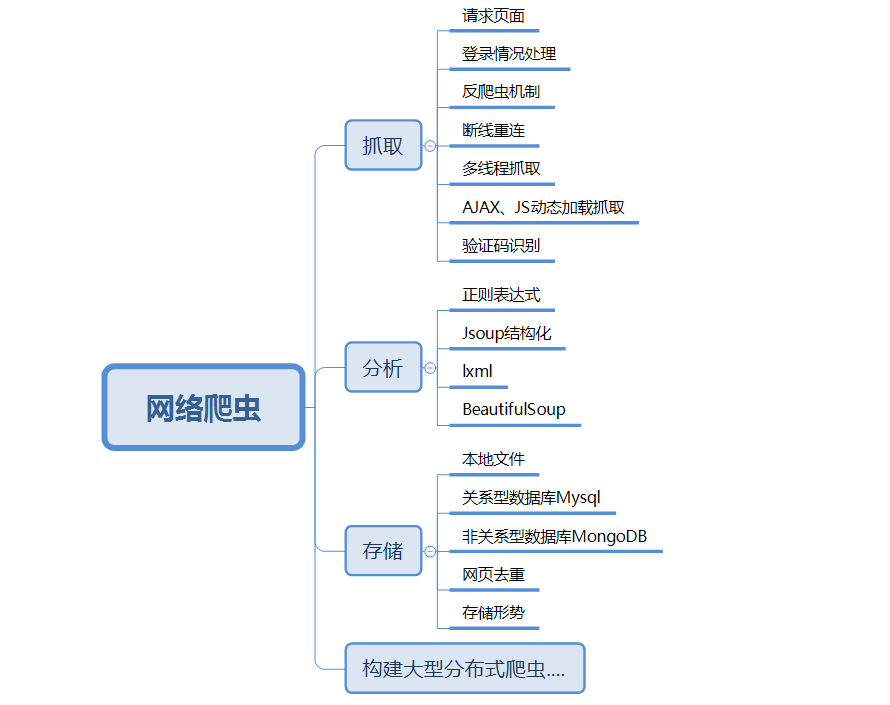 网络爬虫
抓取
请求页面
登录情况处理
反爬虫机制
断线重连
多线程抓取
AJAX、JS动态加载抓取
验证码识别
分析
正则表达式
Jsoup结构化
lxml
BeautifulSoup
存储
本地文件
关系型数据库Mysql
非关系型数据库MongoDB
网页去重
存储形势
构建大型分布式爬虫....